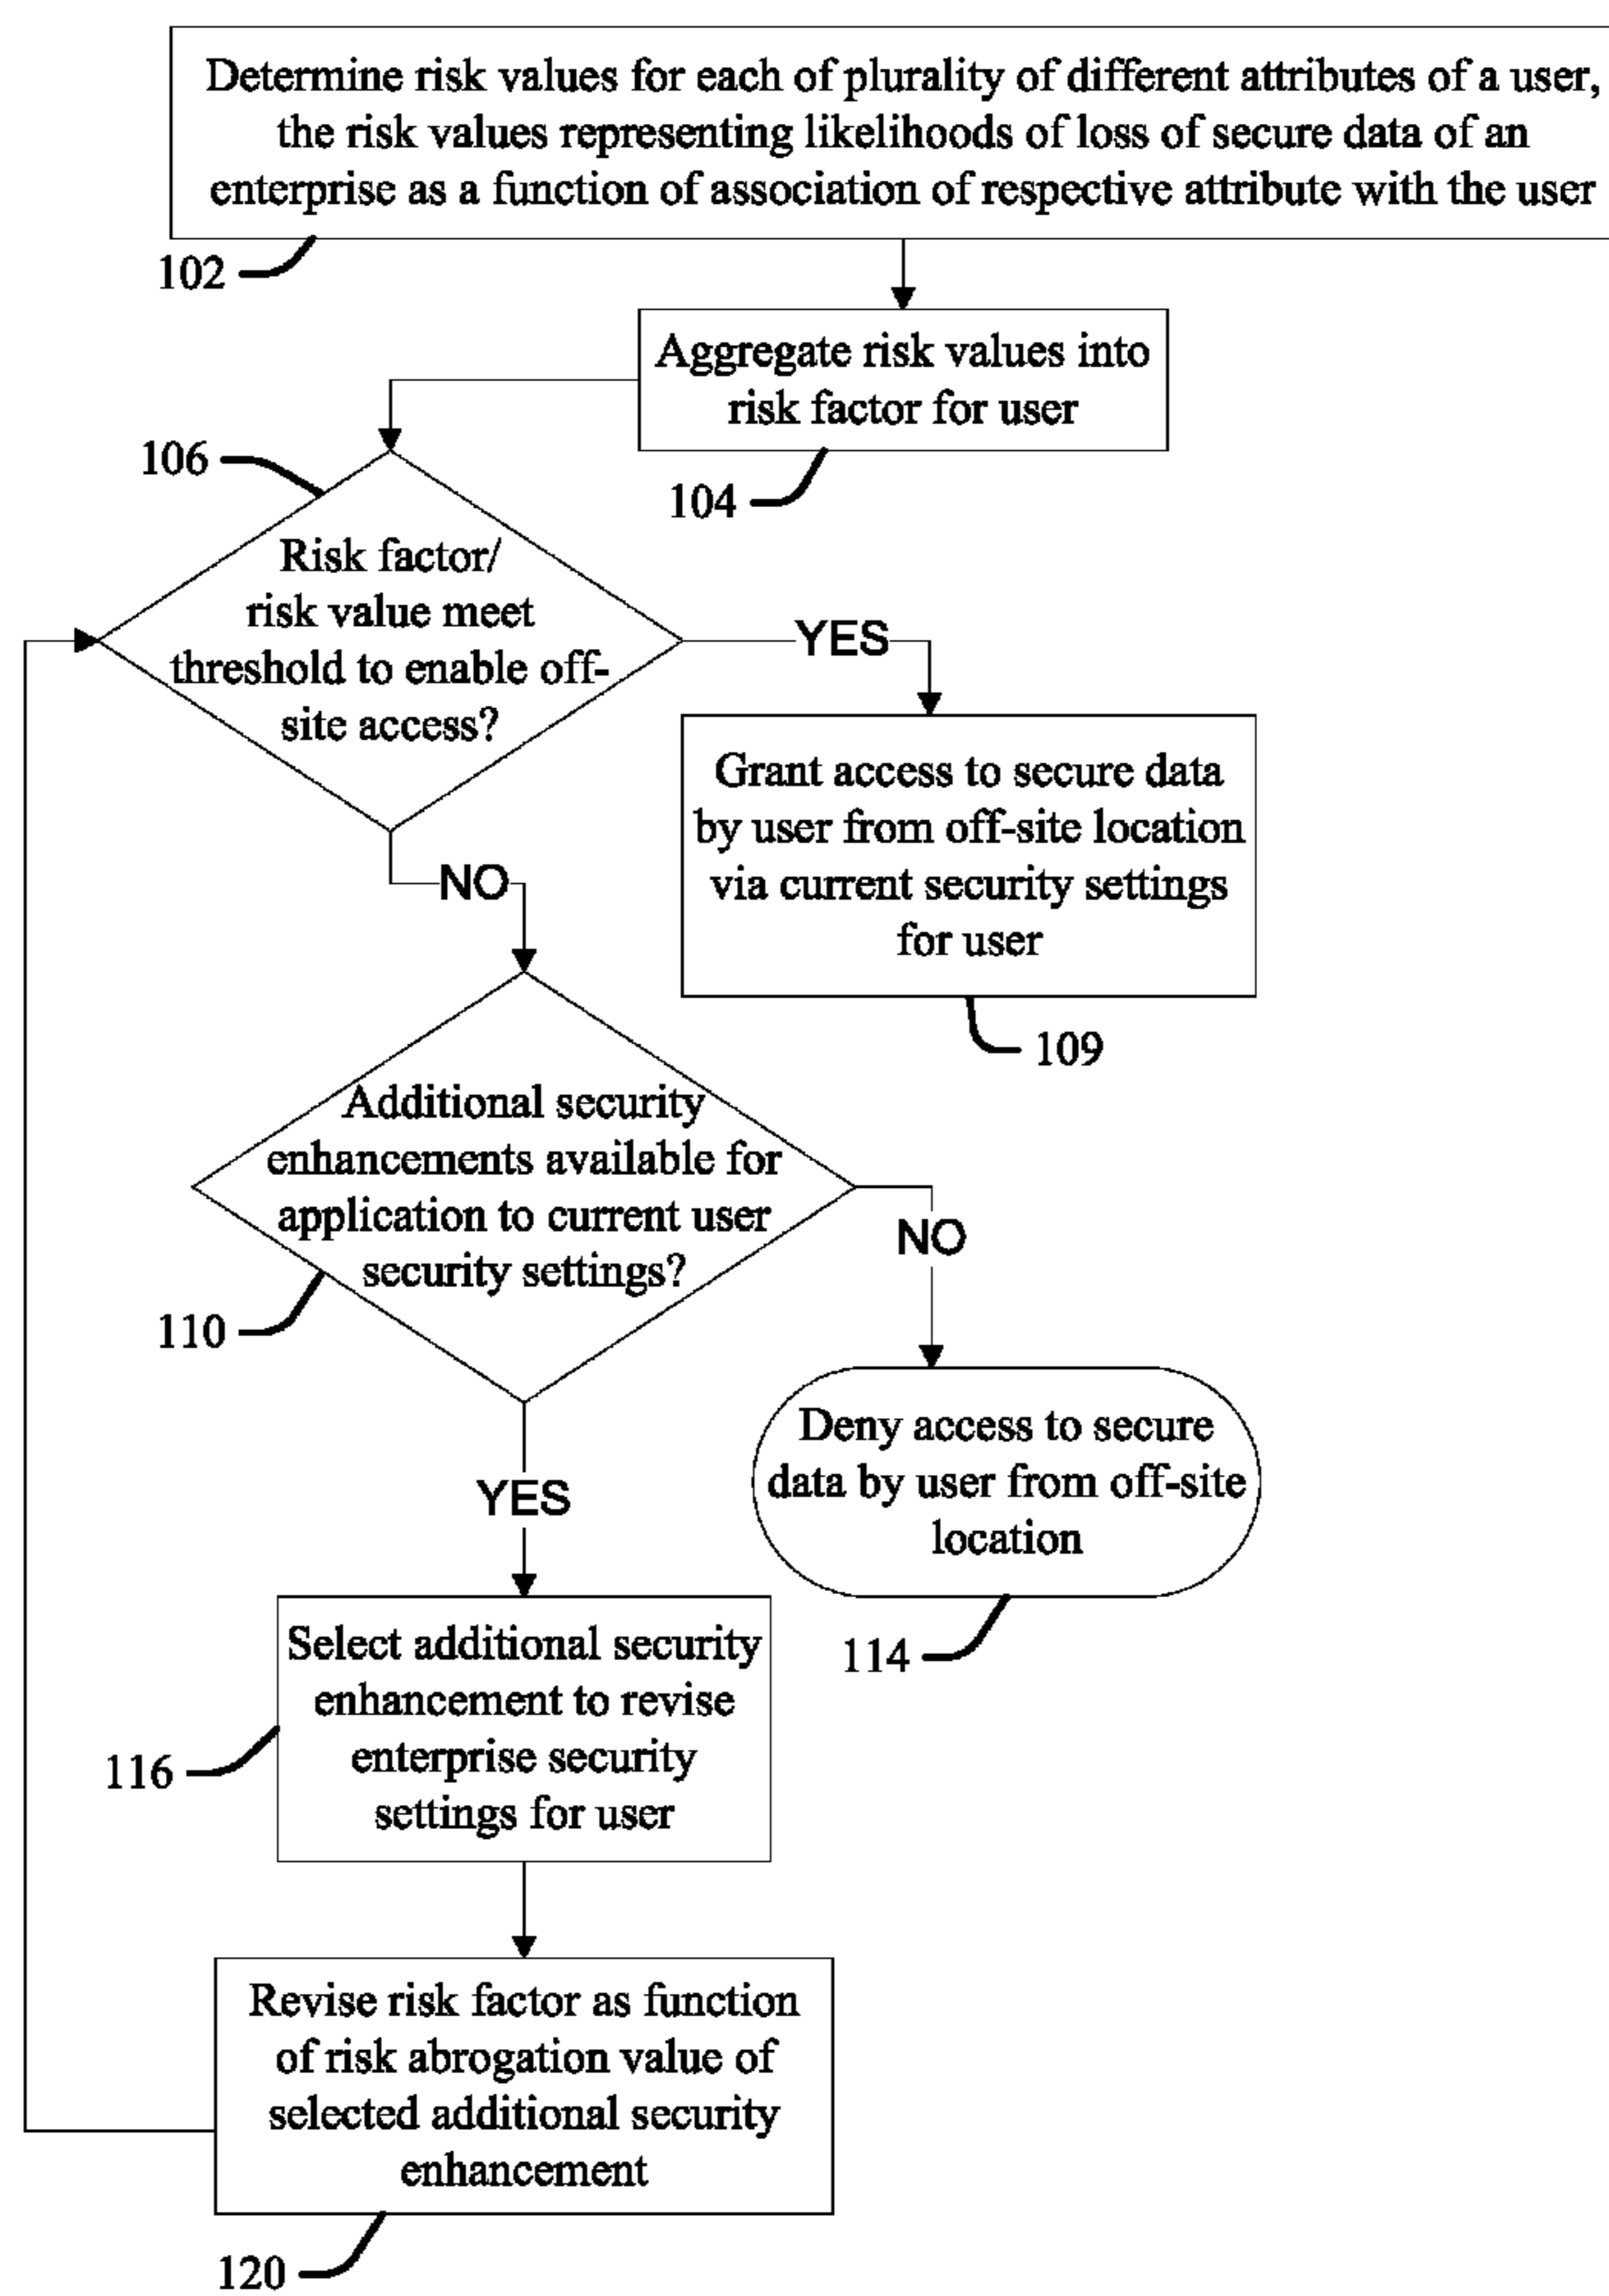 Determine risk values for each of plurality of different attributes of a user,
the risk values representing likelihoods of loss of secure data of an
enterprise as a function of association of respective attribute with the user
102
Aggregate risk values into
risk factor for user
104
106
Risk factor/
risk value meet
threshold to enable off-
site access?
YES
Grant access to secure data
by user from off-site location
via current security settings
for user
109
NO
Additional security
enhancements available for
application to current user
security settings?
110
NO
Deny access to secure
data by user from off-site
location
114
YES
Select additional security
enhancement to revise
enterprise security
settings for user
116
Revise risk factor as function
of risk abrogation value of
selected additional security
enhancement
120